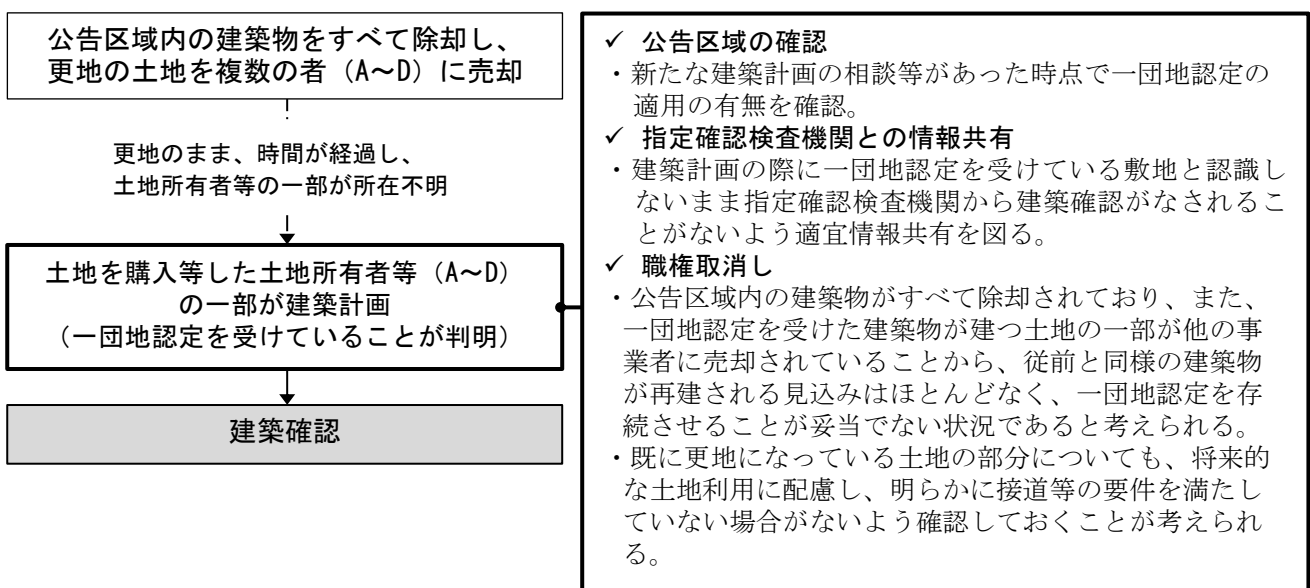 公告区域内の建築物をすべて除却し、
更地の土地を複数の者（A～D）に売却
更地のまま、時間が経過し、
土地所有者等の一部が所在不明
土地を購入等した土地所有者等（A～D）
の一部が建築計画
（一団地認定を受けていることが判明）
建築確認
✓ 公告区域の確認
・新たな建築計画の相談等があった時点で一団地認定の
適用の有無を確認。
✓ 指定確認検査機関との情報共有
・建築計画の際に一団地認定を受けている敷地と認識し
ないまま指定確認検査機関から建築確認がなされるこ
とがないよう適宜情報共有を図る。
✓ 職権取消し
・公告区域内の建築物がすべて除却されており、また、
一団地認定を受けた建築物が建つ土地の一部が他の事
業者に売却されていることから、従前と同様の建築物
が再建される見込みはほとんどなく、一団地認定を存
続させることが妥当でない状況であると考えられる。
・既に更地になっている土地の部分についても、将来的
な土地利用に配慮し、明らかに接道等の要件を満たし
ていない場合がないよう確認しておくことが考えられ
る。